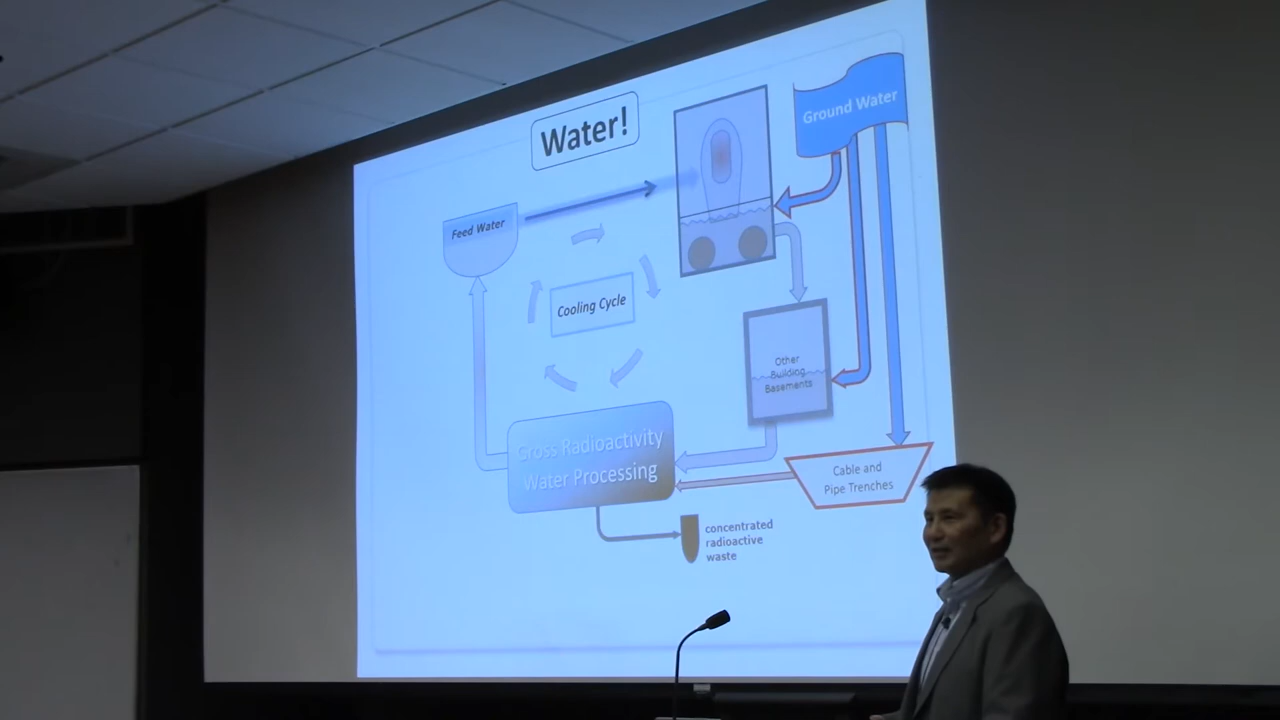 Water!
Ground Water
Feed Water
Cooling Cycle
Other
Building
Basements
Gross Radioactivity
Water Processing
Cable and
Pipe Trenches
concentrated
radioactive
waste